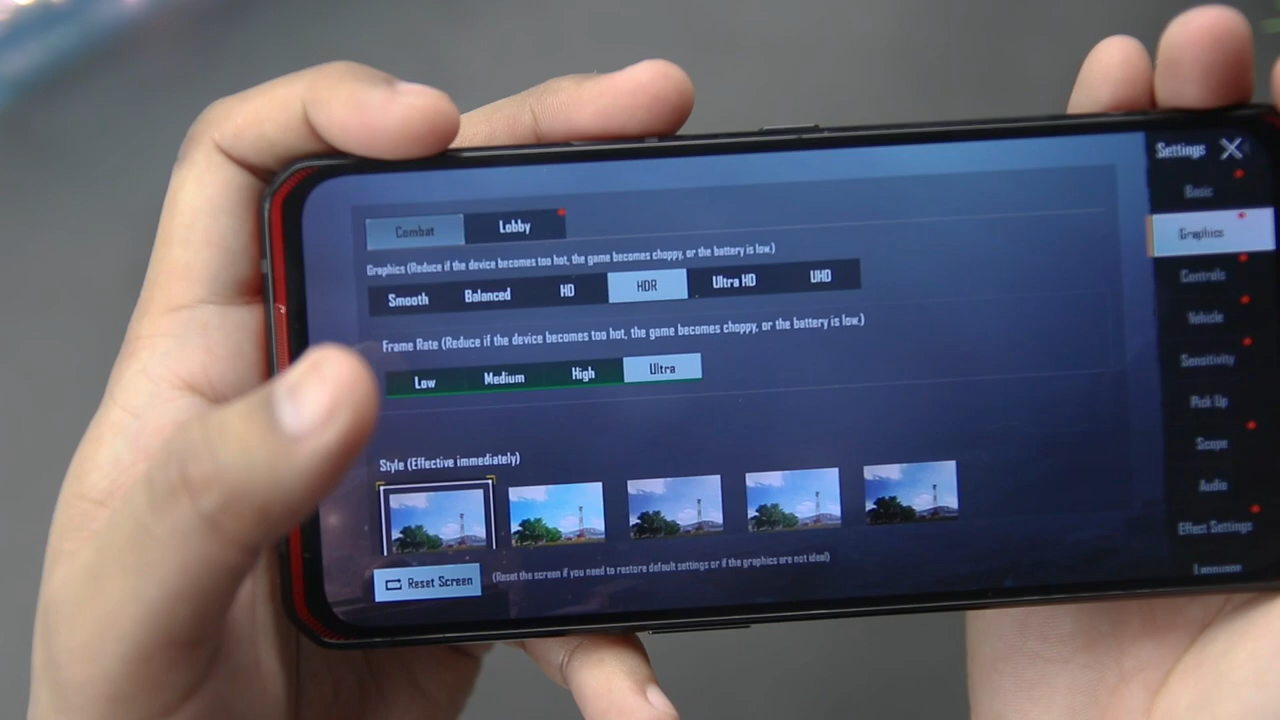 Settings
Combat Lobby
Graphics (Reduce if the device becomes too hot, the game becomes choppy, or the battery is low.)
Smooth Balanced HD HDR Ultra HD UHD
Frame Rate (Reduce if the device becomes too hot, the game becomes choppy, or the battery is low.)
Low Medium High Ultra
Style (Effective immediately)
Reset Screen (Reset the screen if you need to restore default settings or if the graphics are not ideal)
Basic
Graphics
Controls
Vehicle
Sensitivity
Pick Up
Scope
Audio
Effect Settings
Language